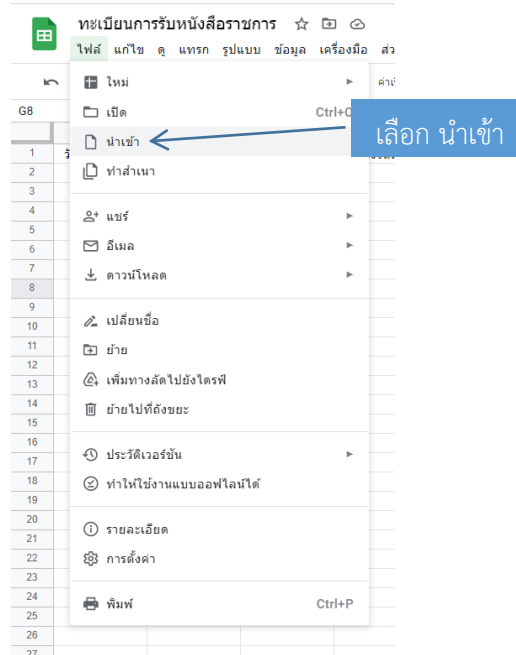 ทะเบียนการรับหนังสือราชการ
ไฟล์ แก้ไข ดู แทรก รูปแบบ ข้อมูล เครื่องมือ
ใหม่
G8
เปิด Ctrl+O
นำเข้า
เลือก นำเข้า
1
ทำสำเนา
2
3
4
แชร์
5
อีเมล
6
ดาวน์โหลด
7
8
9
เปลี่ยนชื่อ
10
ย้าย
11
12
เพิ่มทางลัดไปยังไดรฟ์
13
ย้ายไปที่ถังขยะ
14
15
16
ประวัติเวอร์ชัน
17
ทำให้ใช้งานแบบออฟไลน์ได้
18
19
20
รายละเอียด
21
การตั้งค่า
22
23
24
พิมพ์ Ctrl+P
25
26
27